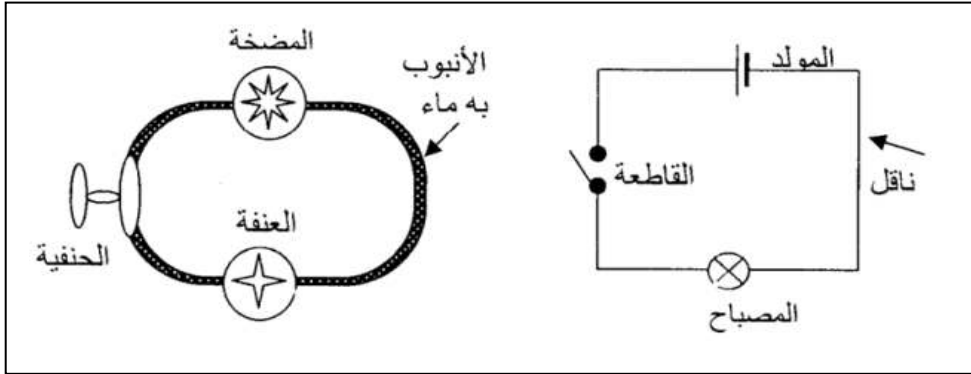 المضخة
الأنبوب
به ماء
العنفة
الحنفية
المولد
ناقل
القاطعة
المصباح